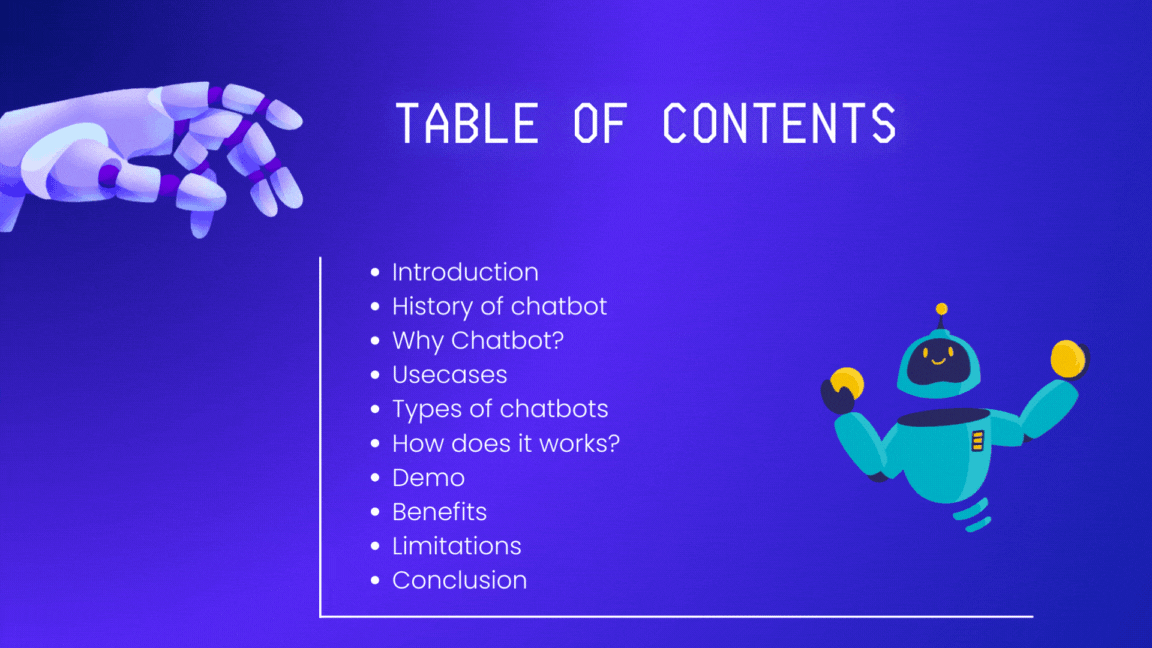 TABLE OF CONTENTS
Introduction
History of chatbot
Why Chatbot?
Usecases
Types of chatbots
How does it works?
Demo
Benefits
Limitations
Conclusion